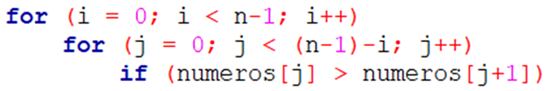 for (i = 0; i < n-1; i++)
for (j = 0; j < (n-1)-i; j++)
if (numeros[j] > numeros[j+1])